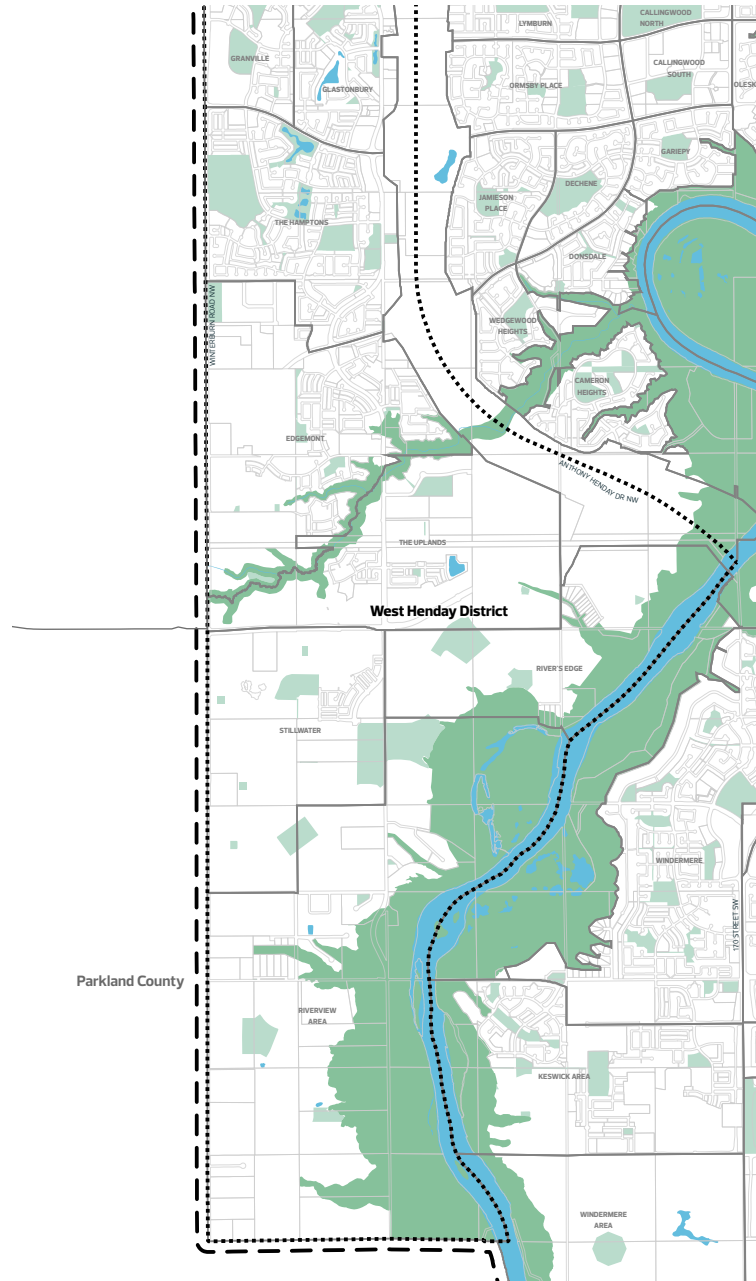 CALLINGWOOD
NORTH
LYMBURN
GRANVILLE
GLASTONBURY
ORMSBY PLACE
CALLINGWOOD
SOUTH
GARIEPY
DECHENE
JAMIESON
PLACE
THE HAMPTONS
DONSDALE
WINTERBURN ROAD NW
WEDGEWOOD
HEIGHTS
CAMERON
HEIGHTS
EDGEMONT
ANTHONY HENDAY DR NW
THE UPLANDS
West Henday District
RIVER'S EDGE
STILLWATER
WINDERMERE
170 STREET SW
Parkland County
RIVERVIEW
AREA
KESWICK AREA
WINDERMERE
AREA